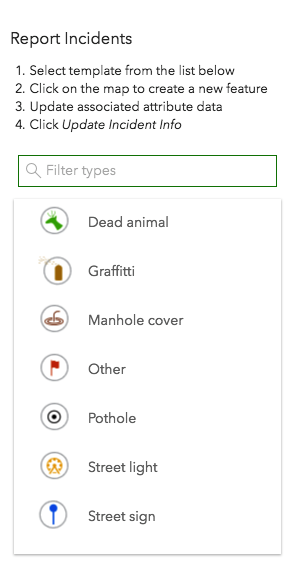 Report Incidents
1. Select template from the list below
2. Click on the map to create a new feature
3. Update associated attribute data
4. Click Update Incident Info
Filter types
Dead animal
Graffitti
Manhole cover
Other
Pothole
Street light
Street sign